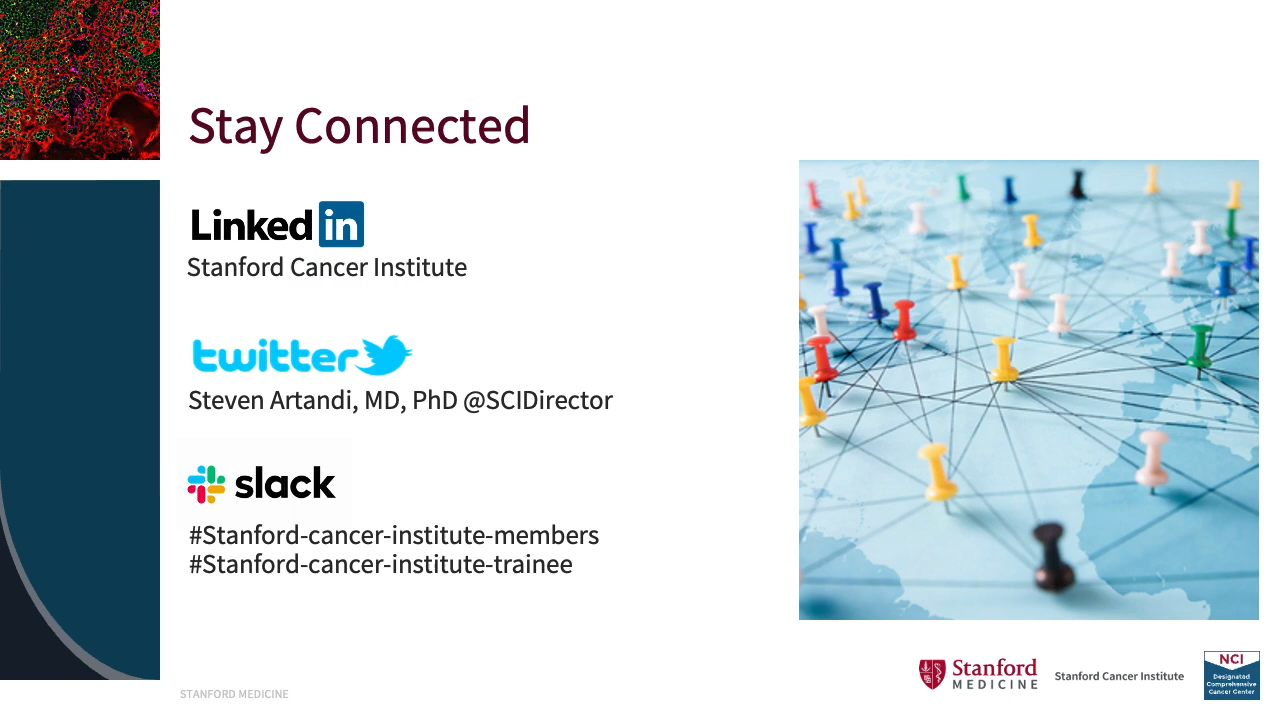 Stay Connected
Linked in
Stanford Cancer Institute
twitter
Steven Artandi, MD, PhD @SCIDirector
slack
#Stanford-cancer-institute-members
#Stanford-cancer-institute-trainee
STANFORD MEDICINE
Stanford
MEDICINE
Stanford Cancer Institute
NCI
Designated
Comprehensive
Cancer Center